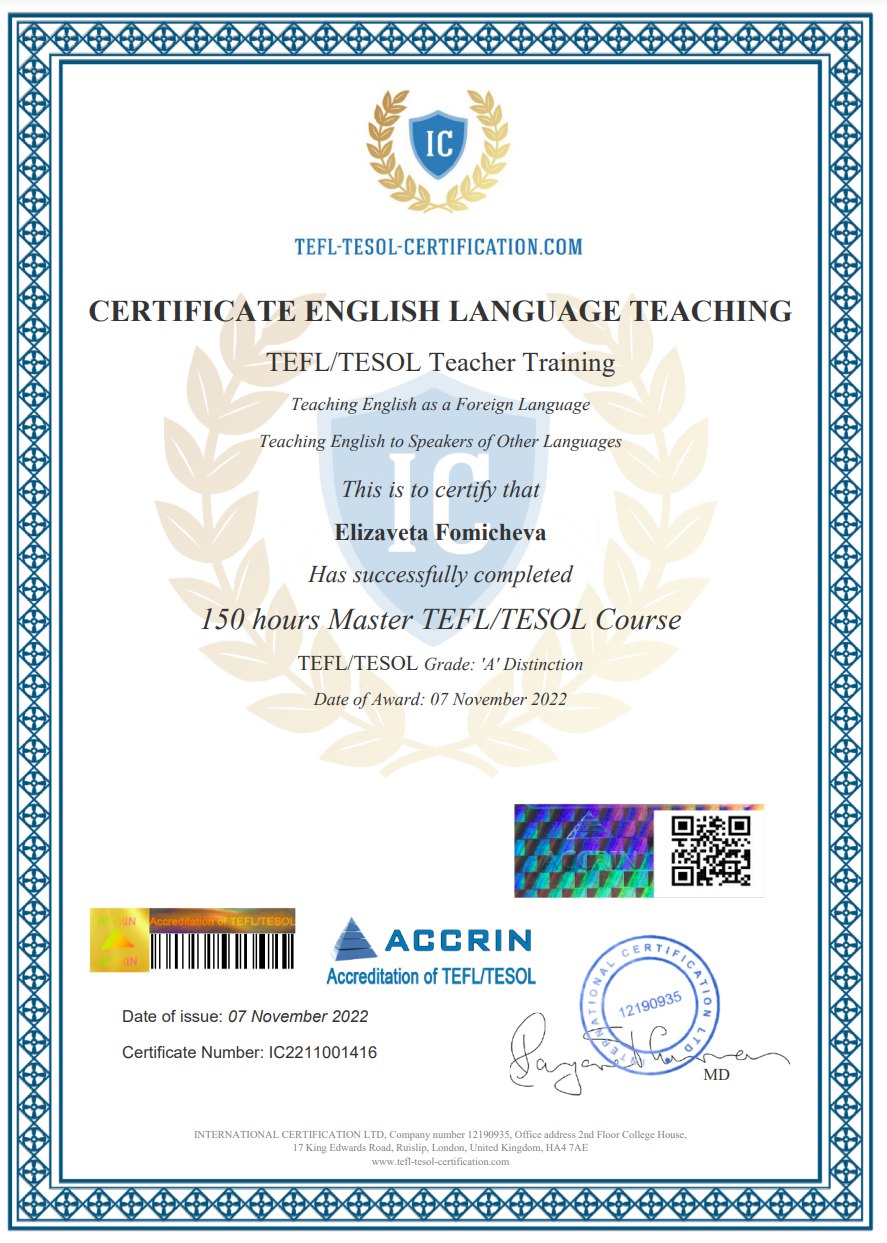 IC
TEFL-TESOL-CERTIFICATION.COM
CERTIFICATE ENGLISH LANGUAGE TEACHING
TEFL/TESOL Teacher Training
Teaching English as a Foreign Language
Teaching English to Speakers of Other Languages
IC
This is to certify that
Elizaveta Fomicheva
Has successfully completed
150 hours Master TEFL/TESOL Course
TEFL/TESOL Grade: 'A' Distinction
Date of Award: 07 November 2022
ACCRIN
Accreditation of TEFL/TESOL
ACCRIN
Accreditation of TEFL/TESOL
INTERNATIONAL CERTIFICATION LTD
12190935
Date of issue: 07 November 2022
Certificate Number: IC2211001416
MD
INTERNATIONAL CERTIFICATION LTD, Company number 12190935, Office address 2nd Floor College House,
17 King Edwards Road, Ruislip, London, United Kingdom, HA4 7AE
www.tefl-tesol-certification.com